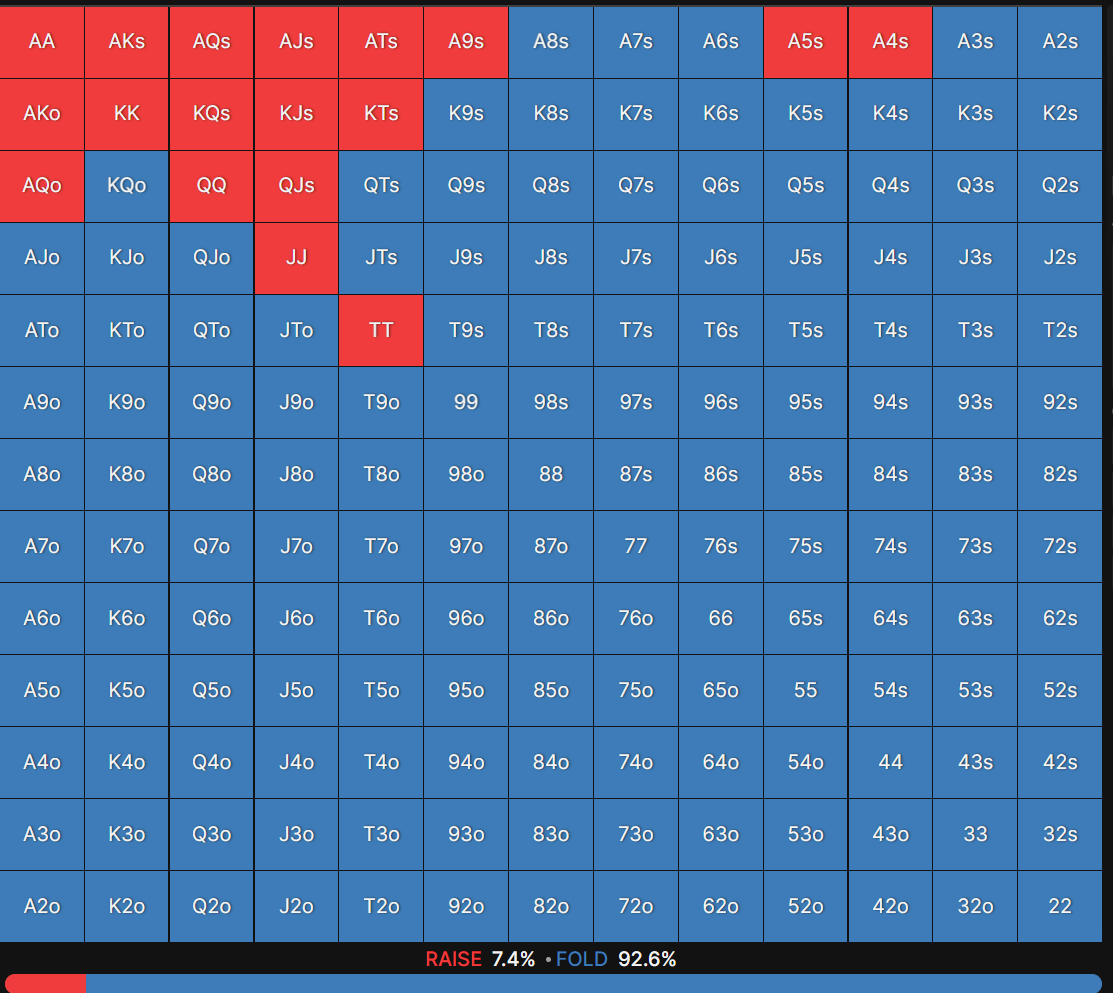 AA AKs AQs AJs ATs A9s A8s A7s A6s A5s A4s A3s A2s
AKo KK KQs KJs KTs K9s K8s K7s K6s K5s K4s K3s K2s
AQo KQo QQ QJs QTs Q9s Q8s Q7s Q6s Q5s Q4s Q3s Q2s
AJo KJo QJo JJ JTs J9s J8s J7s J6s J5s J4s J3s J2s
ATo KTo QTo JTo TT T9s T8s T7s T6s T5s T4s T3s T2s
A9o K9o Q9o J9o T9o 99 98s 97s 96s 95s 94s 93s 92s
A8o K8o Q8o J8o T8o 98o 88 87s 86s 85s 84s 83s 82s
A7o K7o Q7o J7o T7o 97o 87o 77 76s 75s 74s 73s 72s
A6o K6o Q6o J6o T6o 96o 86o 76o 66 65s 64s 63s 62s
A5o K5o Q5o J5o T5o 95o 85o 75o 65o 55 54s 53s 52s
A4o K4o Q4o J4o T4o 94o 84o 74o 64o 54o 44 43s 42s
A3o K3o Q3o J3o T3o 93o 83o 73o 63o 53o 43o 33 32s
A2o K2o Q2o J2o T2o 92o 82o 72o 62o 52o 42o 32o 22
RAISE 7.4% • FOLD 92.6%